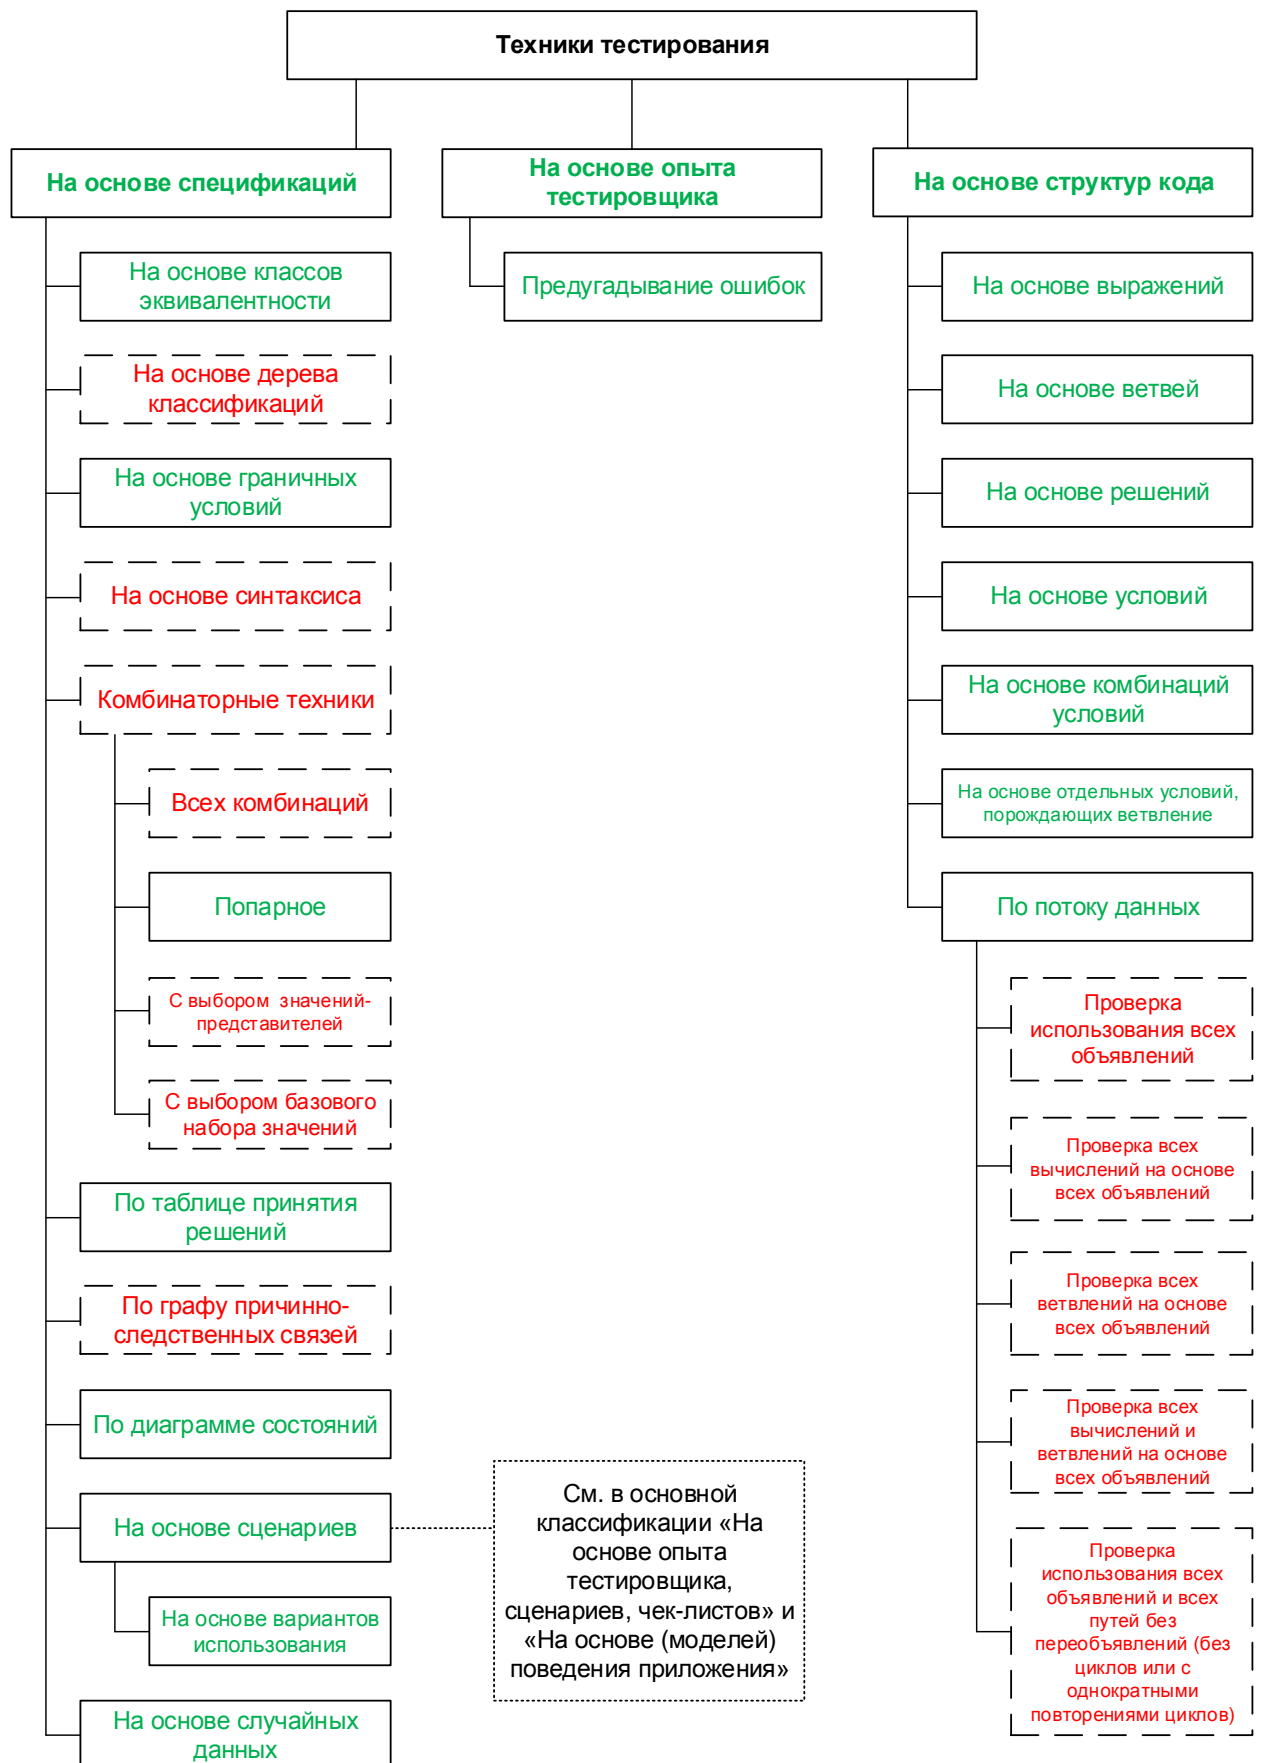 Техники тестирования
На основе спецификаций
На основе классов
эквивалентности
На основе дерева
классификаций
На основе граничных
условий
На основе синтаксиса
Комбинаторные техники
Всех комбинаций
Попарное
С выбором значений-
представителей
С выбором базового
набора значений
По таблице принятия
решений
По графу причинно-
следственных связей
По диаграмме состояний
На основе сценариев
На основе вариантов
использования
На основе случайных
данных
На основе опыта
тестировщика
Предугадывание ошибок
См. в основной
классификации «На
основе опыта
тестировщика,
сценариев, чек-листов» и
«На основе (моделей)
поведения приложения»
На основе структур кода
На основе выражений
На основе ветвей
На основе решений
На основе условий
На основе комбинаций
условий
На основе отдельных условий,
порождающих ветвление
По потоку данных
Проверка
использования всех
объявлений
Проверка всех
вычислений на основе
всех объявлений
Проверка всех
ветвлений на основе
всех объявлений
Проверка всех
вычислений и
ветвлений на основе
всех объявлений
Проверка
использования всех
объявлений и всех
путей без
переобъявлений (без
циклов или с
однократными
повторениями циклов)